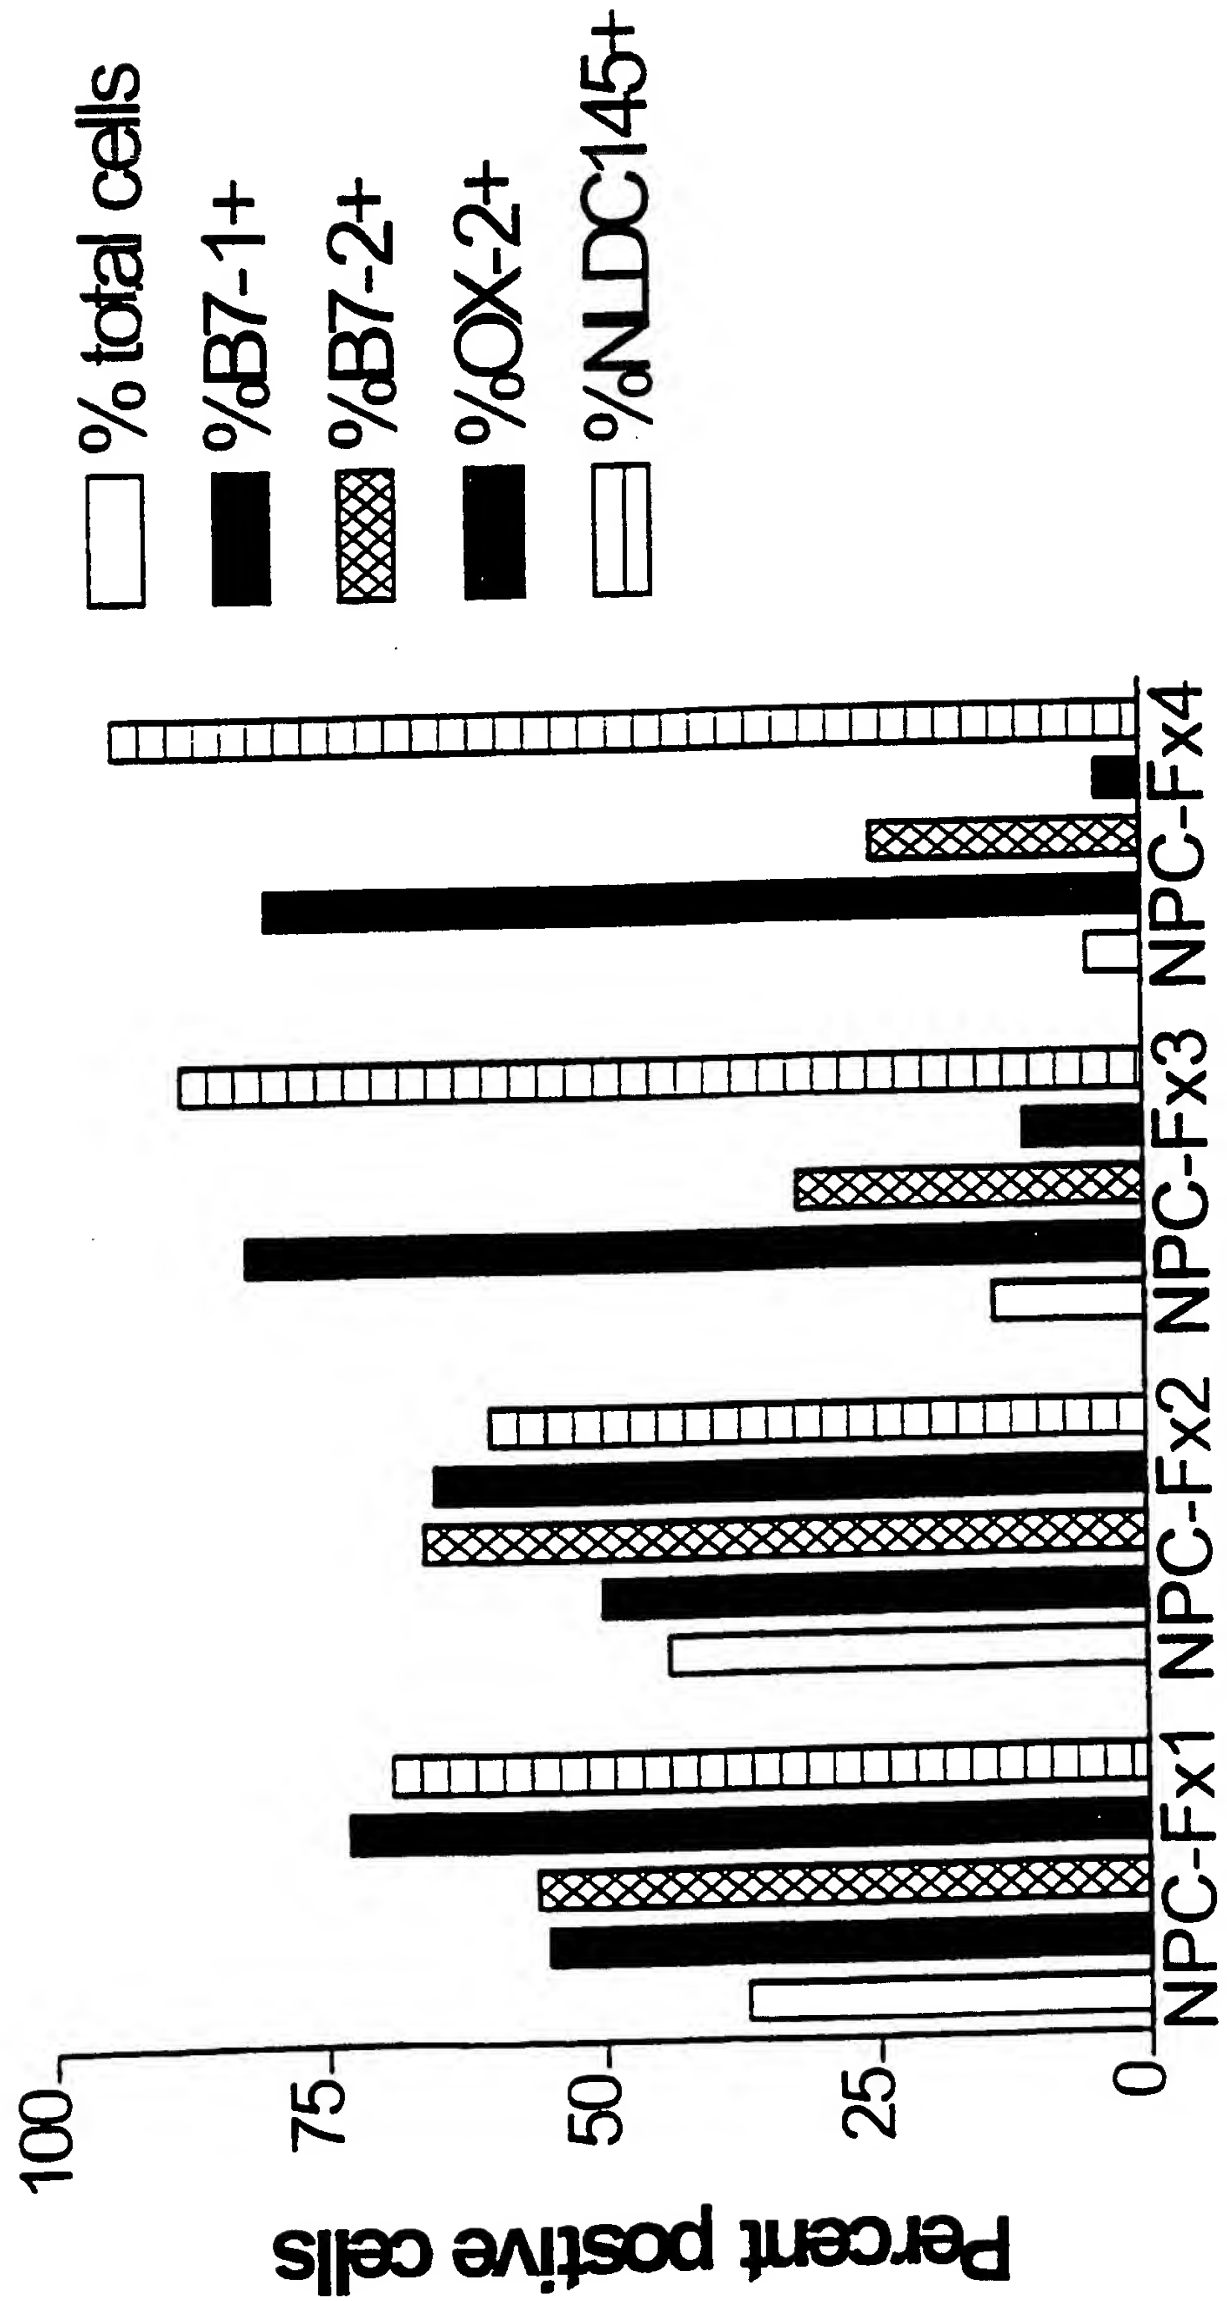 % total cells
%B7-1+
%B7-2+
%OX-2+
%NLDC145+
Percent positive cells
100
75
50
25
0
NPC-Fx1
NPC-Fx2
NPC-Fx3
NPC-Fx4